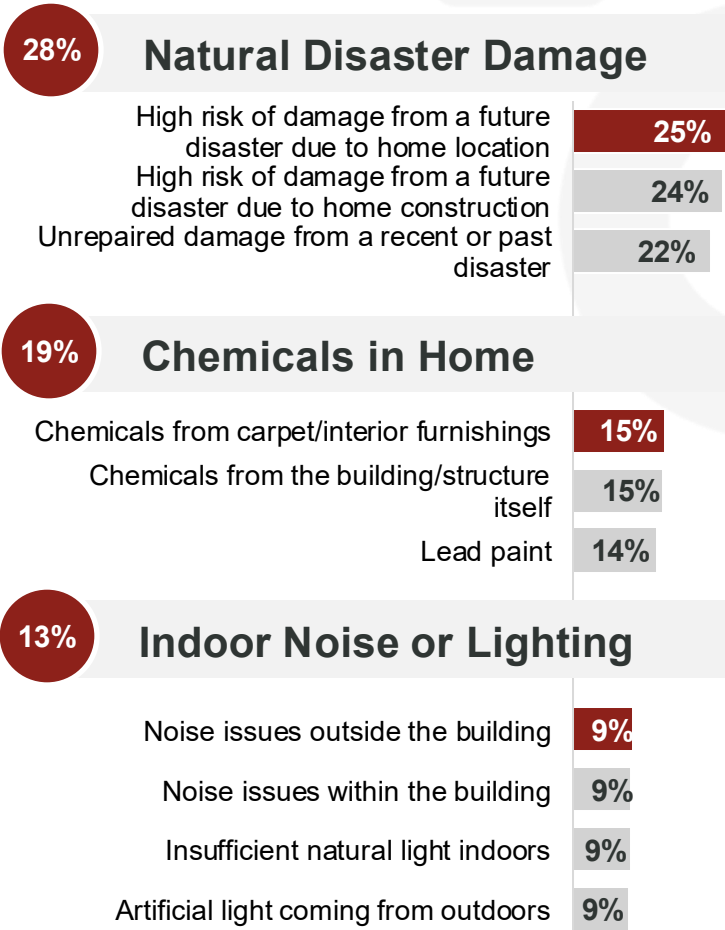 28%
Natural Disaster Damage
High risk of damage from a future
disaster due to home location
25%
High risk of damage from a future
disaster due to home construction
24%
Unrepaired damage from a recent or past
disaster
22%
19%
Chemicals in Home
Chemicals from carpet/interior furnishings
15%
Chemicals from the building/structure
itself
15%
Lead paint
14%
13%
Indoor Noise or Lighting
Noise issues outside the building
9%
Noise issues within the building
9%
Insufficient natural light indoors
9%
Artificial light coming from outdoors
9%